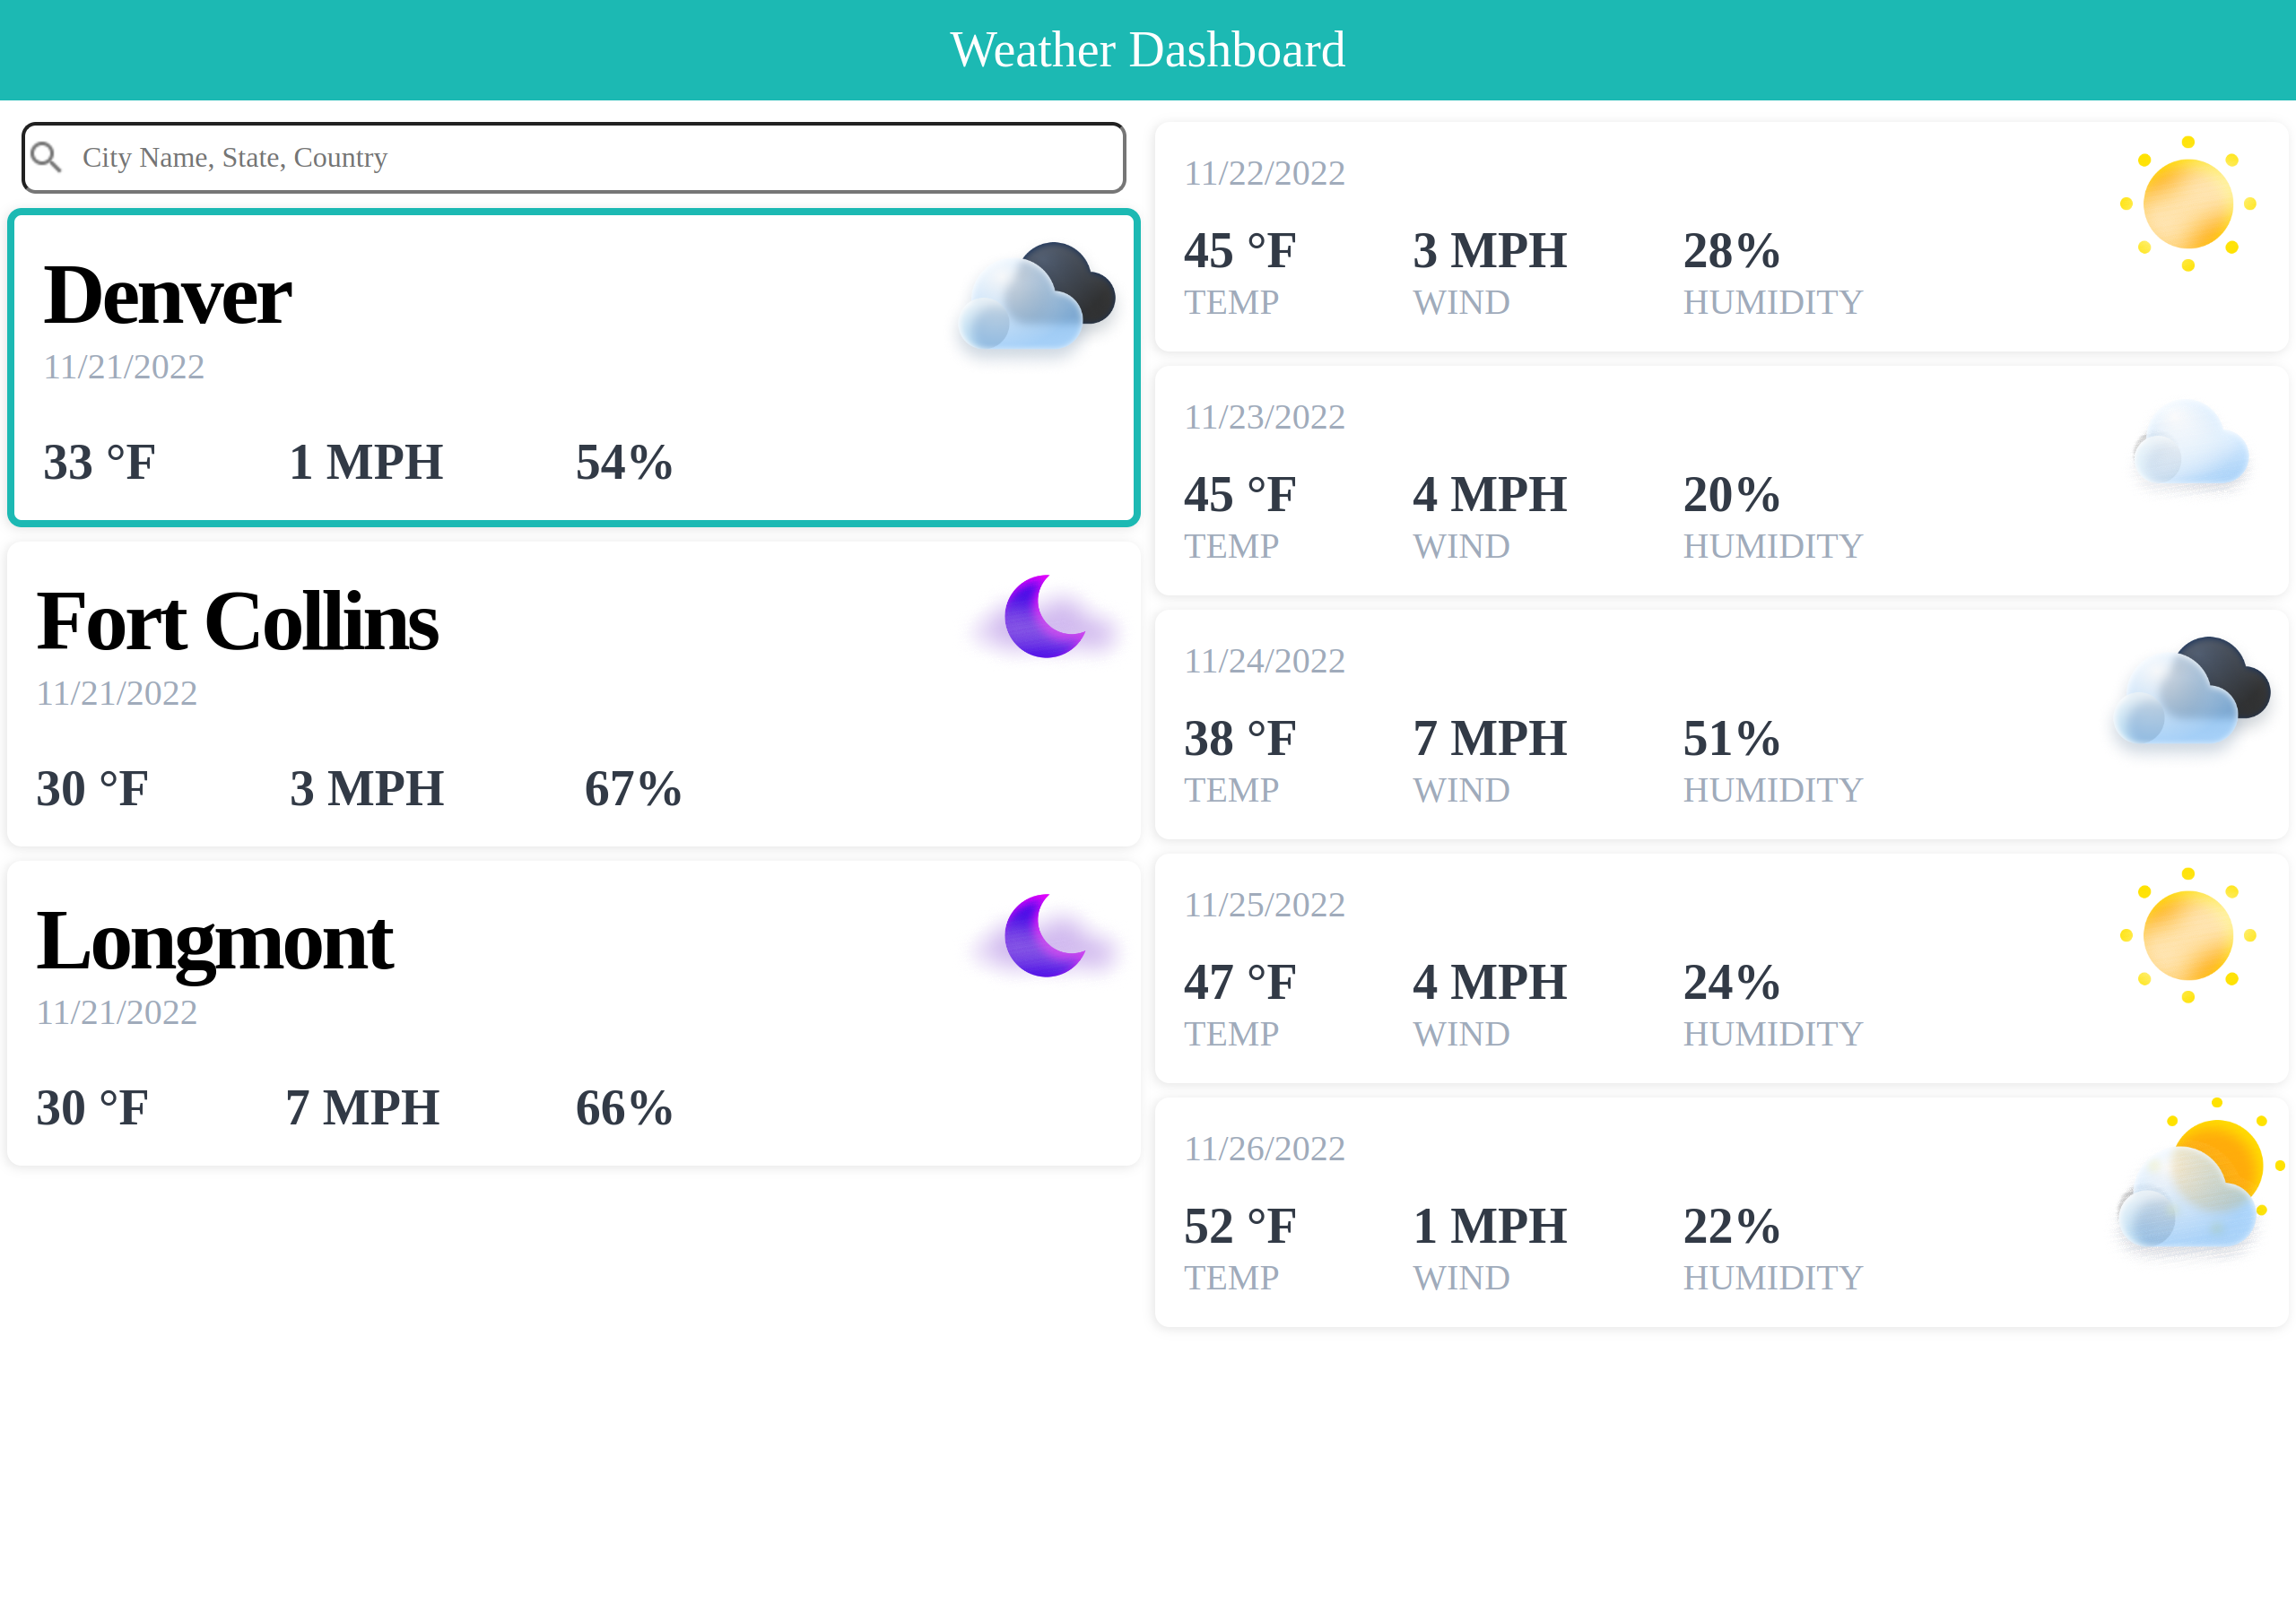 Weather Dashboard
City Name, State, Country
Denver
11/21/2022
33 °F 1 MPH 54%
Fort Collins
11/21/2022
30 °F 3 MPH 67%
Longmont
11/21/2022
30 °F 7 MPH 66%
11/22/2022
45 °F 3 MPH 28%
TEMP WIND HUMIDITY
11/23/2022
45 °F 4 MPH 20%
TEMP WIND HUMIDITY
11/24/2022
38 °F 7 MPH 51%
TEMP WIND HUMIDITY
11/25/2022
47 °F 4 MPH 24%
TEMP WIND HUMIDITY
11/26/2022
52 °F 1 MPH 22%
TEMP WIND HUMIDITY